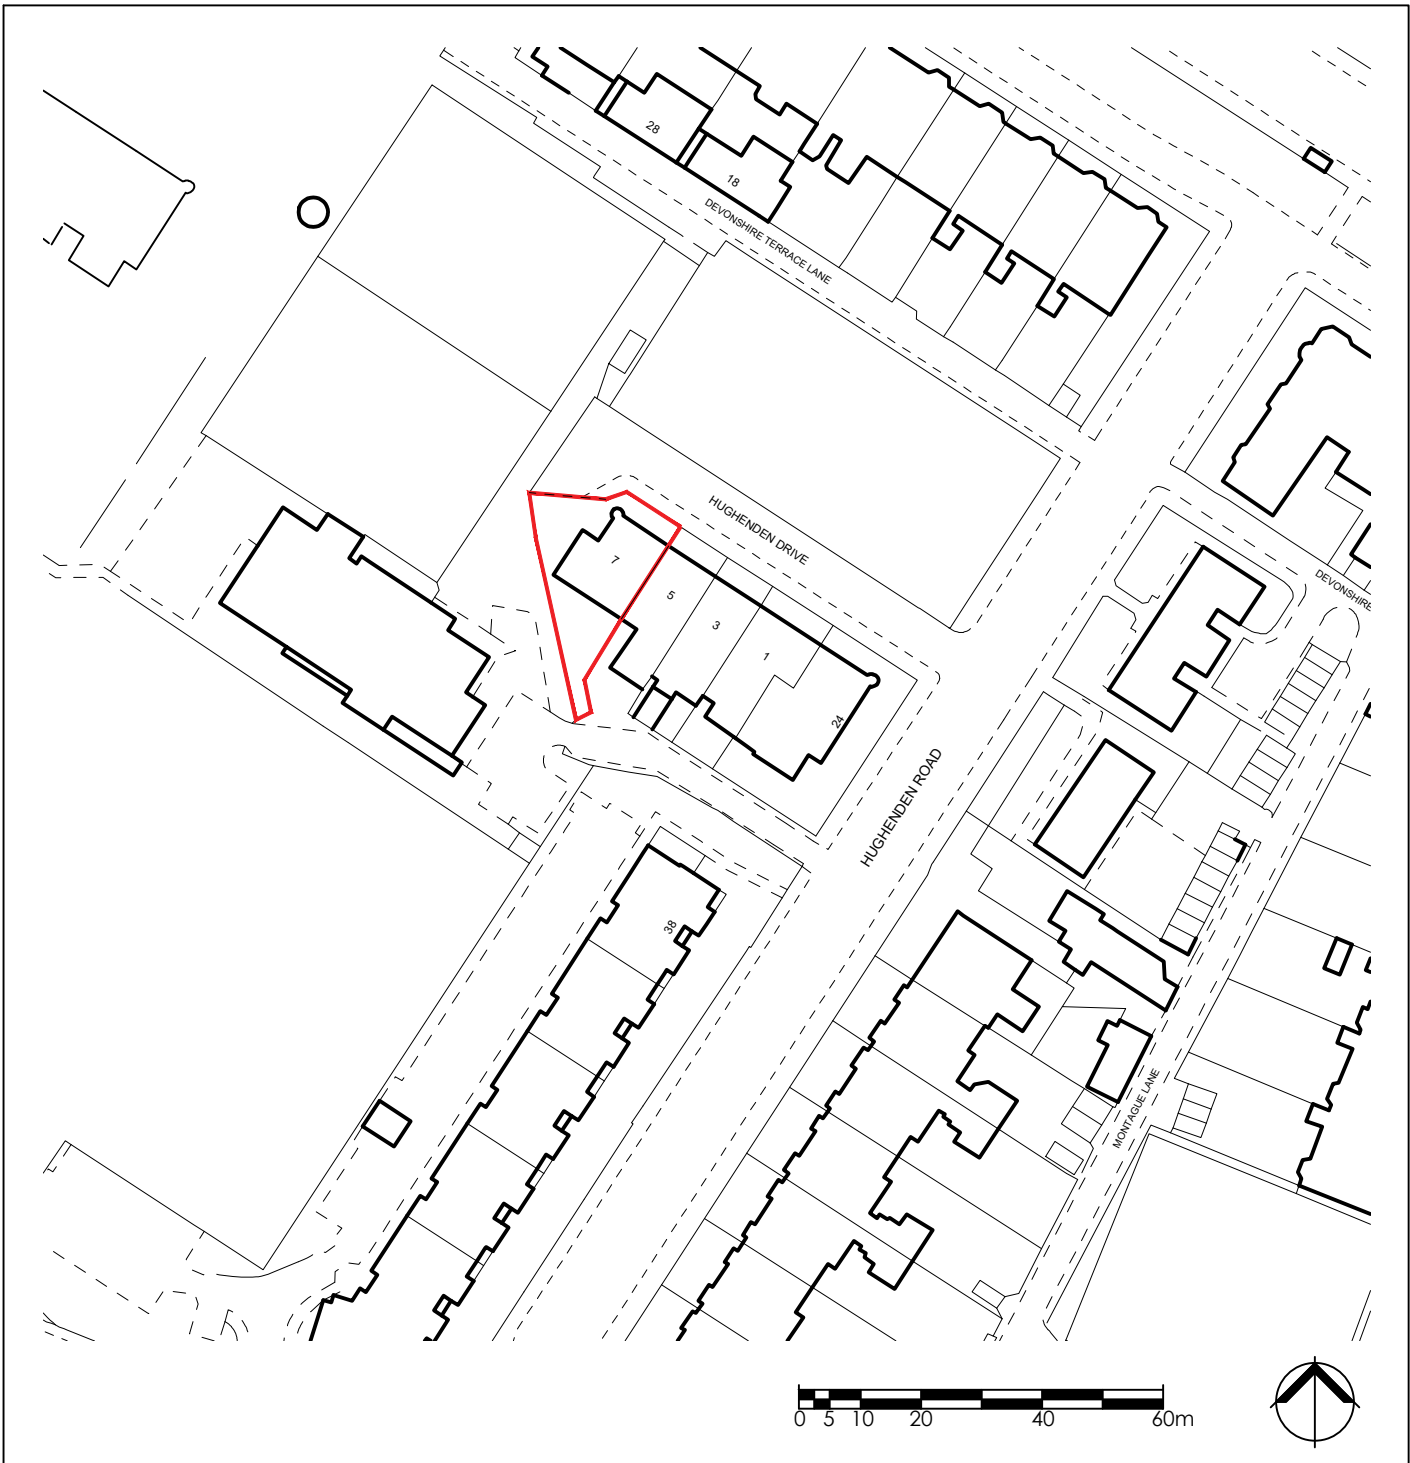 28
18
DEVONSHIRE TERRACE LANE
HUGHENDEN DRIVE
7
5
3
1
24
DEVONSHIRE
HUGHENDEN ROAD
38
MONTAGUE LANE
0 5 10 20 40 60m